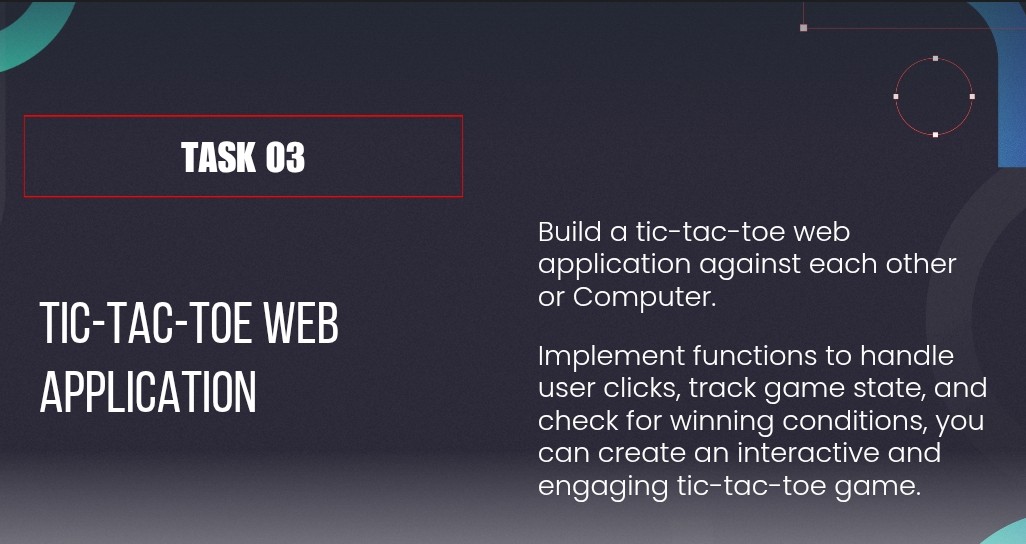 TASK 03
TIC-TAC-TOE WEB
APPLICATION
Build a tic-tac-toe web
application against each other
or Computer.
Implement functions to handle
user clicks, track game state, and
check for winning conditions, you
can create an interactive and
engaging tic-tac-toe game.